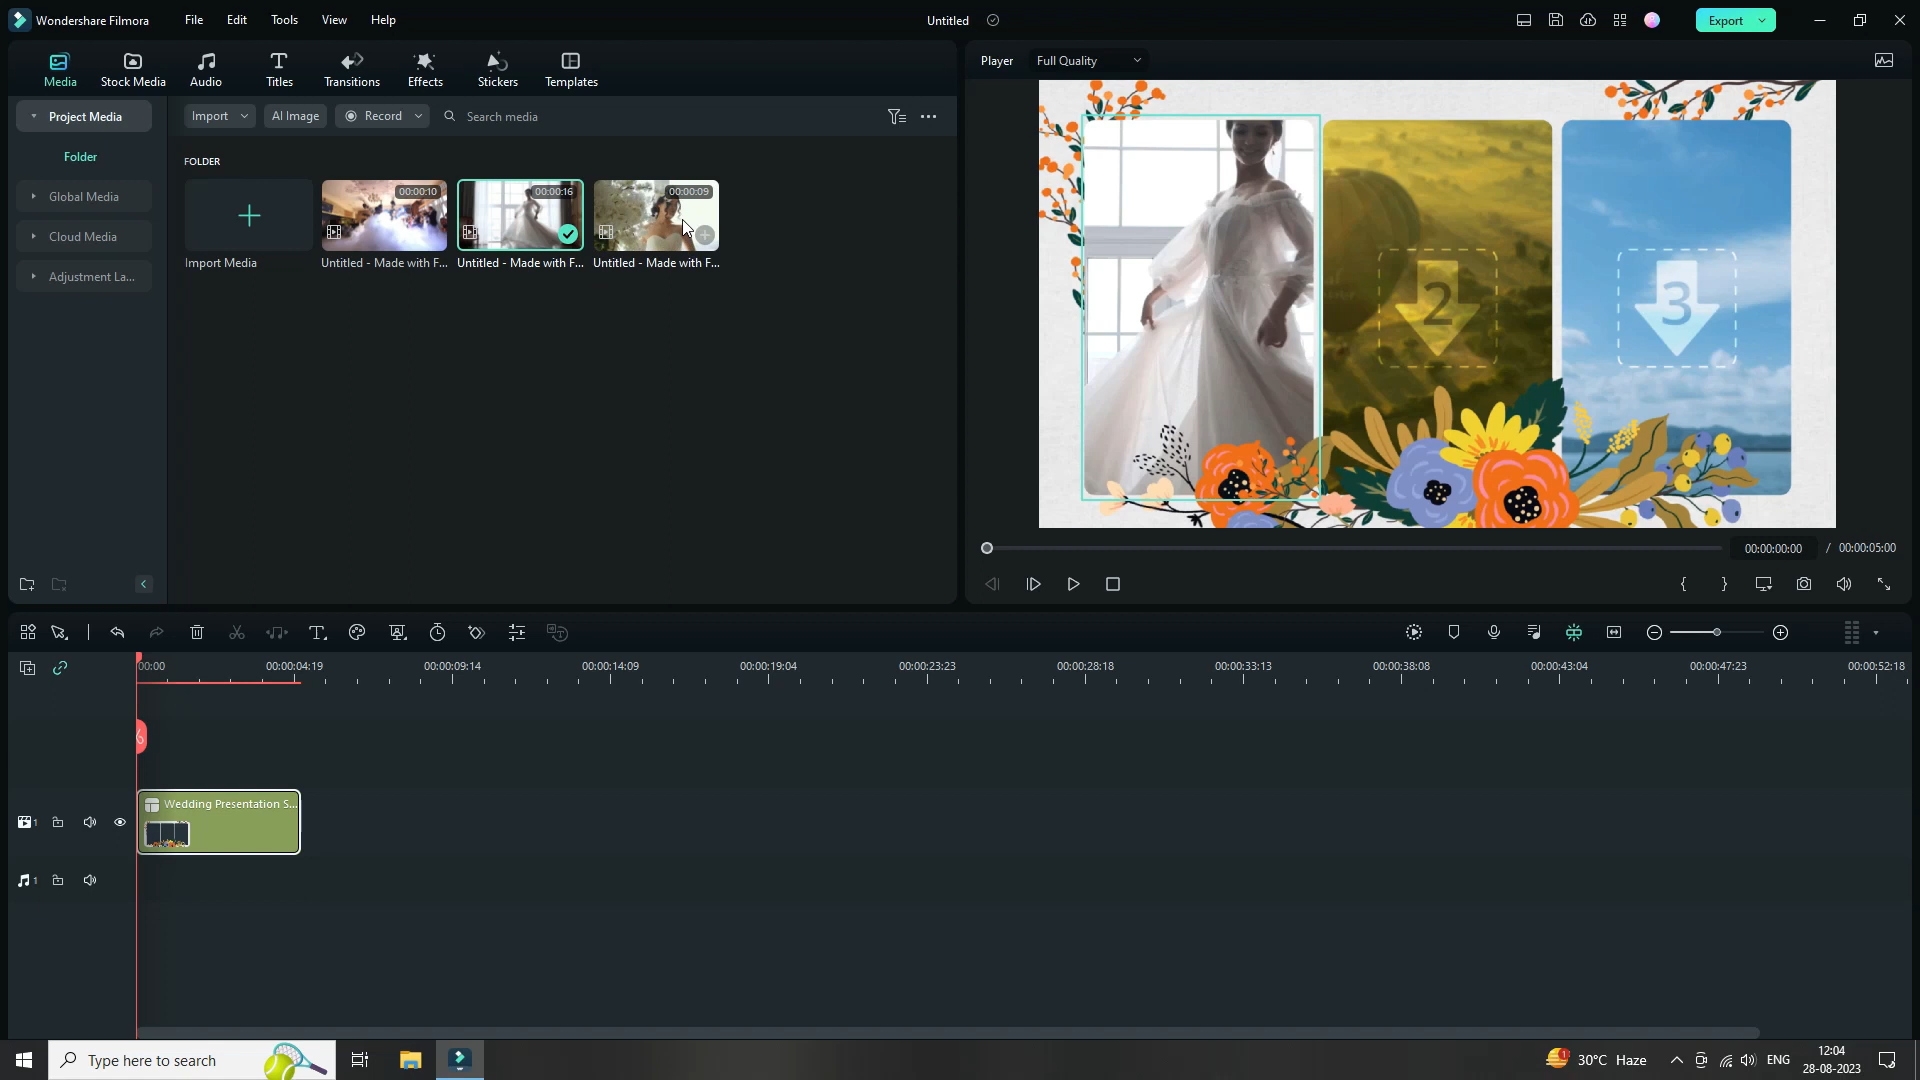 Wondershare Filmora File Edit Tools View Help Untitled Export
Media Stock Media Audio Titles Transitions Effects Stickers Templates
Player Full Quality
Project Media Import AI Image Record Search media
Folder
Global Media
Cloud Media
Adjustment La...
FOLDER
00:00:10 00:00:16 00:00:09
Import Media Untitled - Made with F... Untitled - Made with F... Untitled - Made with F...
2 3
00:00:00:00 / 00:00:05:00
00:00 00:00:04:19 00:00:09:14 00:00:14:09 00:00:19:04 00:00:23:23 00:00:28:18 00:00:33:13 00:00:38:08 00:00:43:04 00:00:47:23 00:00:52:18
Wedding Presentation S...
1
1
Type here to search 1 30°C Haze ENG 12:04
28-08-2023